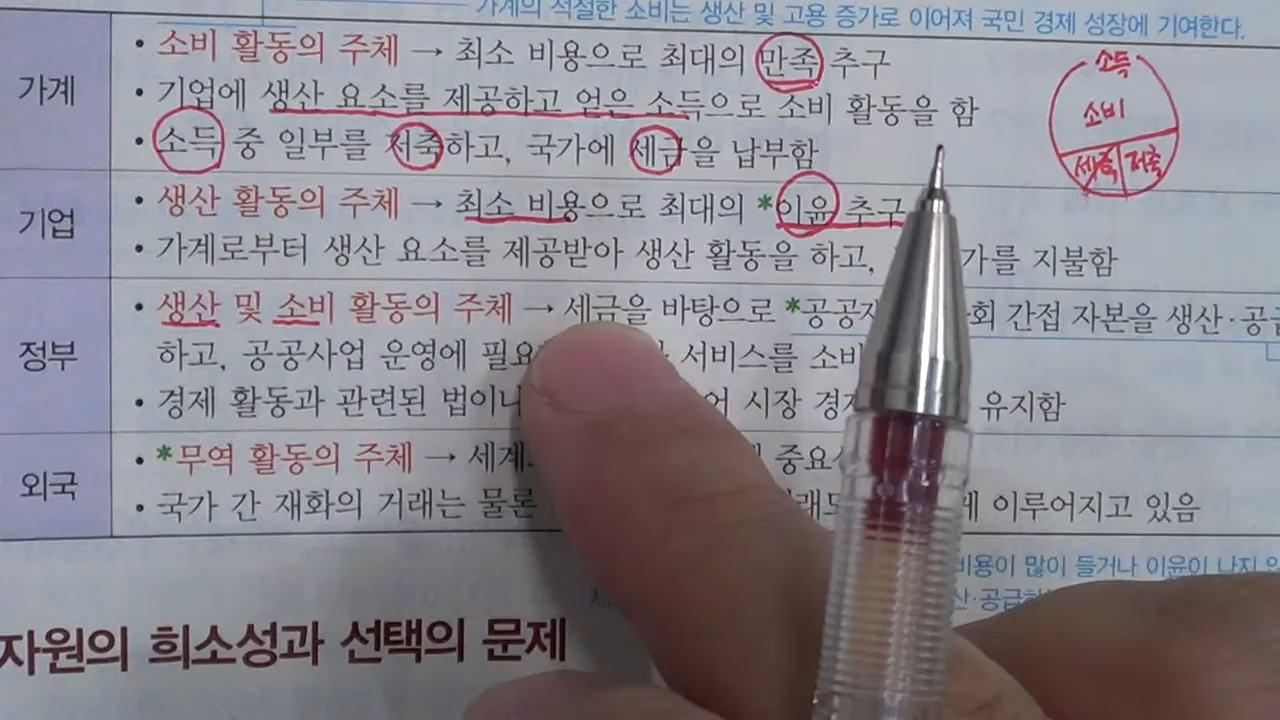 가계의 적절한 소비는 생산 및 고용 증가로 이어져 국민 경제 성장에 기여한다.
가계
• 소비 활동의 주체 → 최소 비용으로 최대의 만족 추구
• 기업에 생산 요소를 제공하고 얻은 소득으로 소비 활동을 함
• 소득 중 일부를 저축하고, 국가에 세금을 납부함
소득
소비
저축
기업
• 생산 활동의 주체 → 최소 비용으로 최대의 *이윤 추구
• 가계로부터 생산 요소를 제공받아 생산 활동을 하고, 가를 지불함
정부
• 생산 및 소비 활동의 주체 → 세금을 바탕으로 *공공재 회 간접 자본을 생산·공급
하고, 공공사업 운영에 필요 서비스를 소비
• 경제 활동과 관련된 법이나 어 시장 경제 유지함
외국
• *무역 활동의 주체 → 세계 중요
• 국가 간 재화의 거래는 물론 래도 게 이루어지고 있음
비용이 많이 들거나 이윤이 나지
산·공급하
자원의 희소성과 선택의 문제